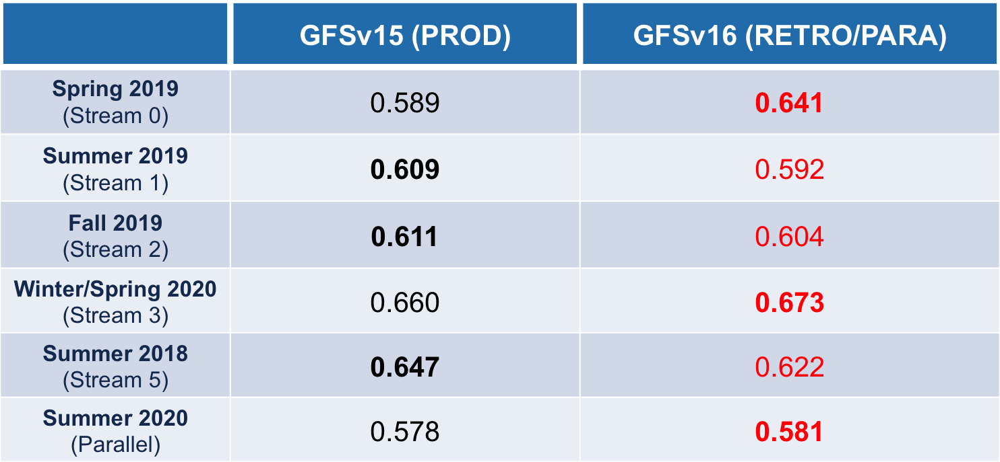 GFSv15 (PROD) GFSv16 (RETRO/PARA)
Spring 2019
(Stream 0) 0.589 0.641
Summer 2019
(Stream 1) 0.609 0.592
Fall 2019
(Stream 2) 0.611 0.604
Winter/Spring 2020
(Stream 3) 0.660 0.673
Summer 2018
(Stream 5) 0.647 0.622
Summer 2020
(Parallel) 0.578 0.581